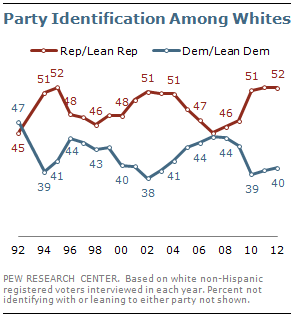 Party Identification Among Whites
Rep/Lean Rep Dem/Lean Dem
51 52 51 51 51 52
47 48 48 47
45 46 46
44 43 44 44
39 41 40 38 41 39 40
92 94 96 98 00 02 04 06 08 10 12
PEW RESEARCH CENTER. Based on white non-Hispanic
registered voters interviewed in each year. Percent not
identifying with or leaning to either party not shown.